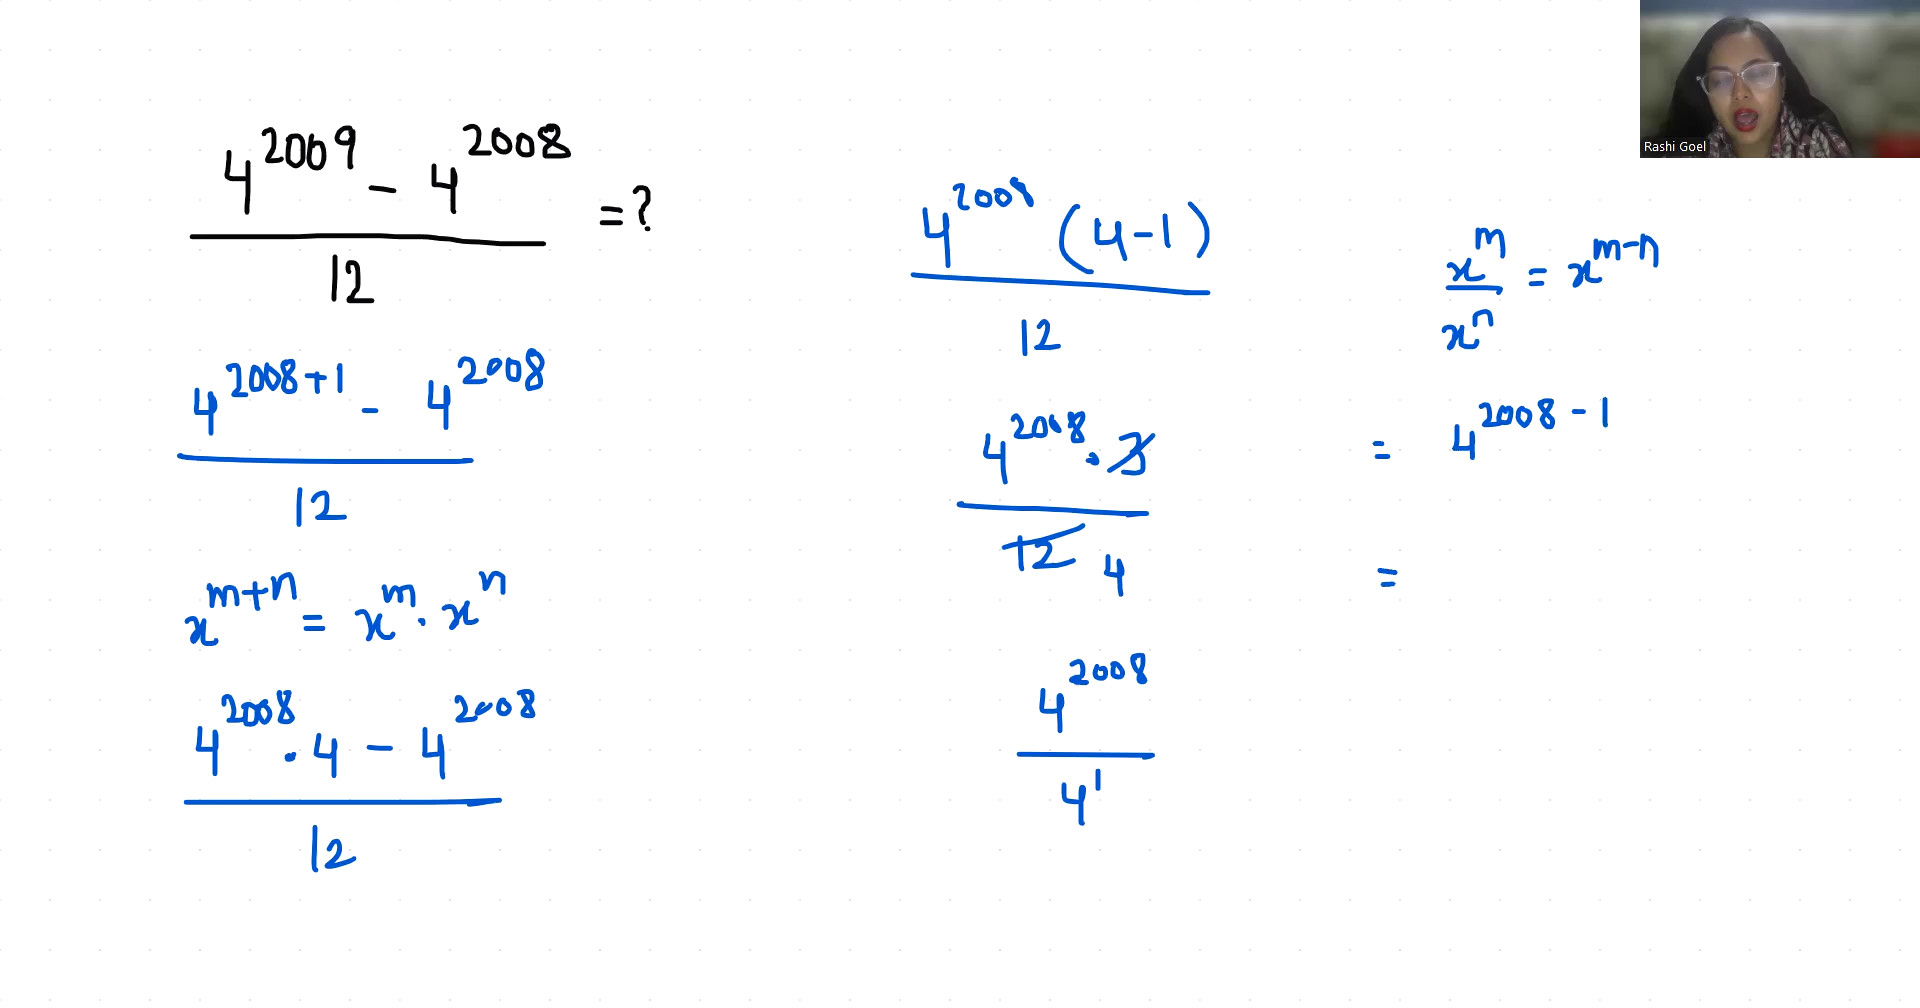 4^2009 - 4^2008 = ?
12
4^2008+1 - 4^2008
12
x^m+n = x^m . x^n
4^2008 . 4 - 4^2008
12
4^2008 (4-1)
12
4^2008 . 3
12 4
4^2008
4^1
x^m = x^m-n
x^n
= 4^2008-1
=
Rashi Goel